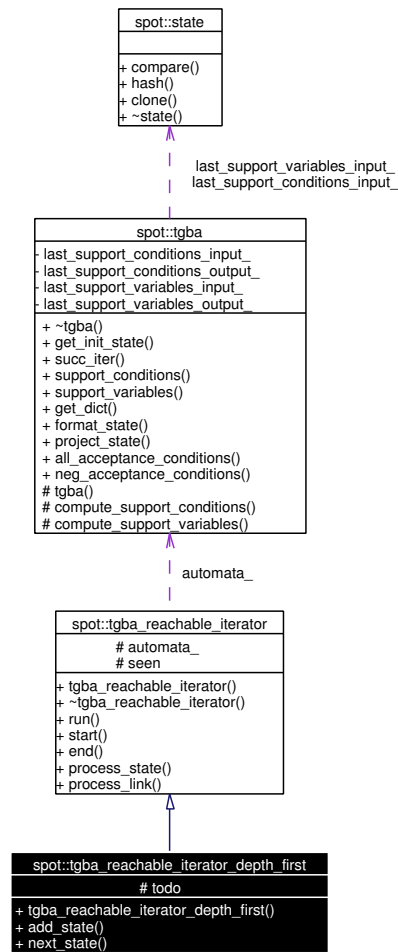 spot::state
+ compare()
+ hash()
+ clone()
+ ~state()
last_support_variables_input_
last_support_conditions_input_
spot::tgba
- last_support_conditions_input_
- last_support_conditions_output_
- last_support_variables_input_
- last_support_variables_output_
+ ~tgba()
+ get_init_state()
+ succ_iter()
+ support_conditions()
+ support_variables()
+ get_dict()
+ format_state()
+ project_state()
+ all_acceptance_conditions()
+ neg_acceptance_conditions()
# tgba()
# compute_support_conditions()
# compute_support_variables()
automata_
spot::tgba_reachable_iterator
# automata_
# seen
+ tgba_reachable_iterator()
+ ~tgba_reachable_iterator()
+ run()
+ start()
+ end()
+ process_state()
+ process_link()
spot::tgba_reachable_iterator_depth_first
# todo
+ tgba_reachable_iterator_depth_first()
+ add_state()
+ next_state()